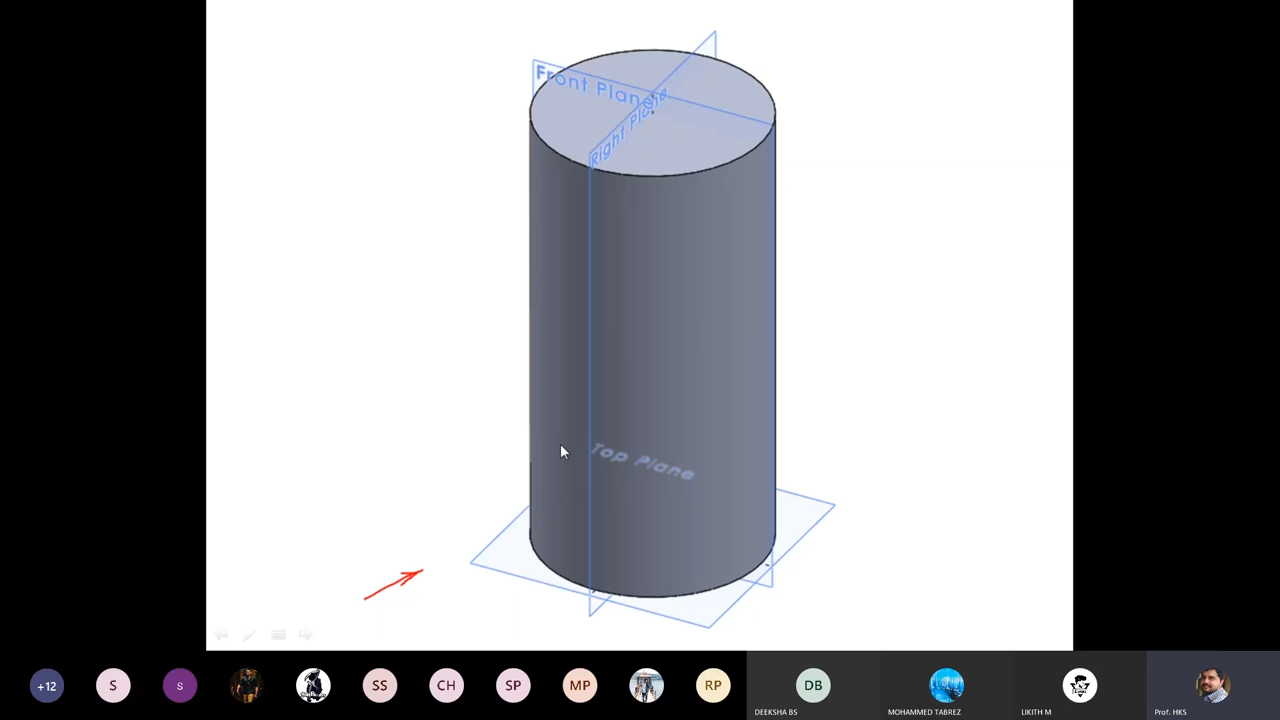 Front Plane
Right Plane
Top Plane
+12
S
s
SS
CH
SP
MP
RP
DB
DEEKSHA BS
MOHAMMED TABREZ
LIKITH M
Prof. HKS